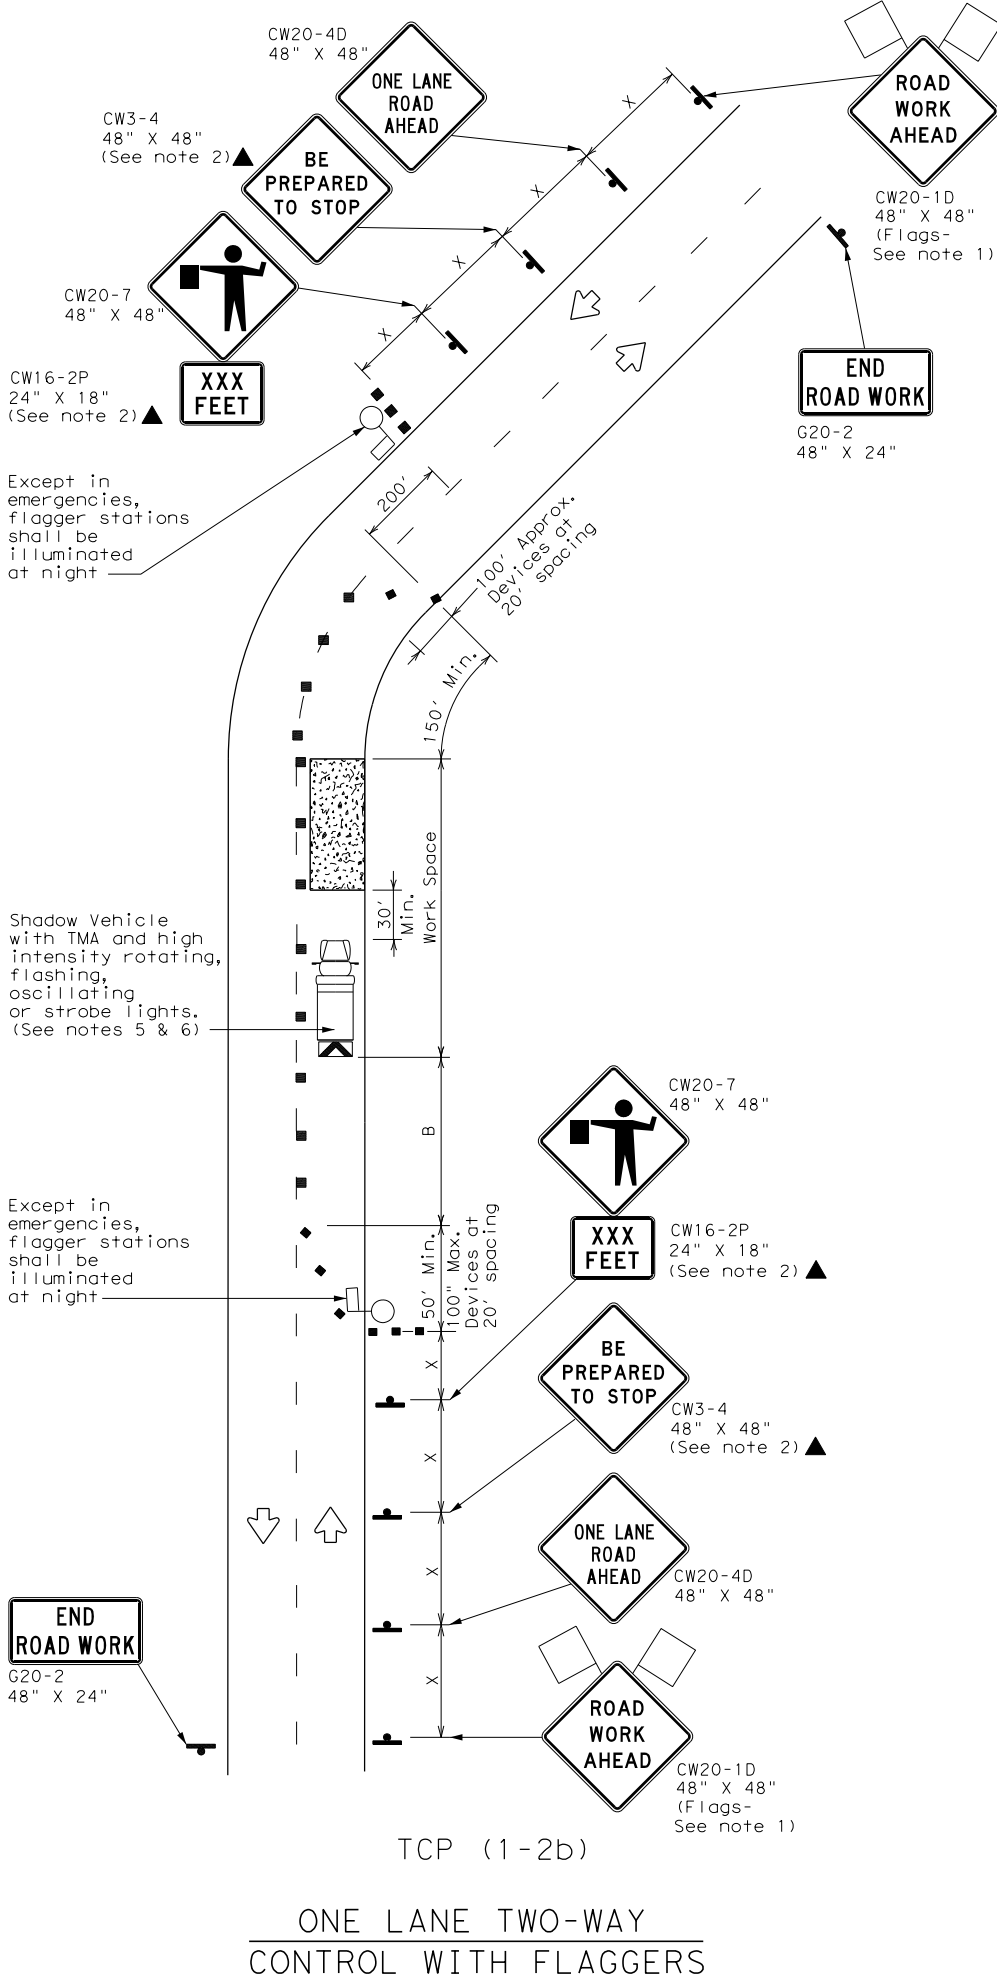 CW20-4D
48" X 48"
ONE LANE
ROAD
AHEAD
ROAD
WORK
AHEAD
CW20-1D
48" X 48"
(Flags-
See note 1)
CW3-4
48" X 48"
(See note 2)
BE
PREPARED
TO STOP
X
X
X
X
CW20-7
48" X 48"
CW16-2P
24" X 18"
(See note 2)
XXX
FEET
END
ROAD WORK
G20-2
48" X 24"
Except in
emergencies,
flagger stations
shall be
illuminated
at night
200'
100' Approx.
Devices at
20' spacing
150' Min.
Work Space
30'
Min.
Shadow Vehicle
with TMA and high
intensity rotating,
flashing,
oscillating
or strobe lights.
(See notes 5 & 6)
B
CW20-7
48" X 48"
Except in
emergencies,
flagger stations
shall be
illuminated
at night
50' Min.
100" Max.
Devices at
20' spacing
XXX
FEET
CW16-2P
24" X 18"
(See note 2)
X
BE
PREPARED
TO STOP
CW3-4
48" X 48"
(See note 2)
X
ONE LANE
ROAD
AHEAD
CW20-4D
48" X 48"
X
END
ROAD WORK
G20-2
48" X 24"
X
ROAD
WORK
AHEAD
CW20-1D
48" X 48"
(Flags-
See note 1)
TCP (1-2b)
ONE LANE TWO-WAY
CONTROL WITH FLAGGERS